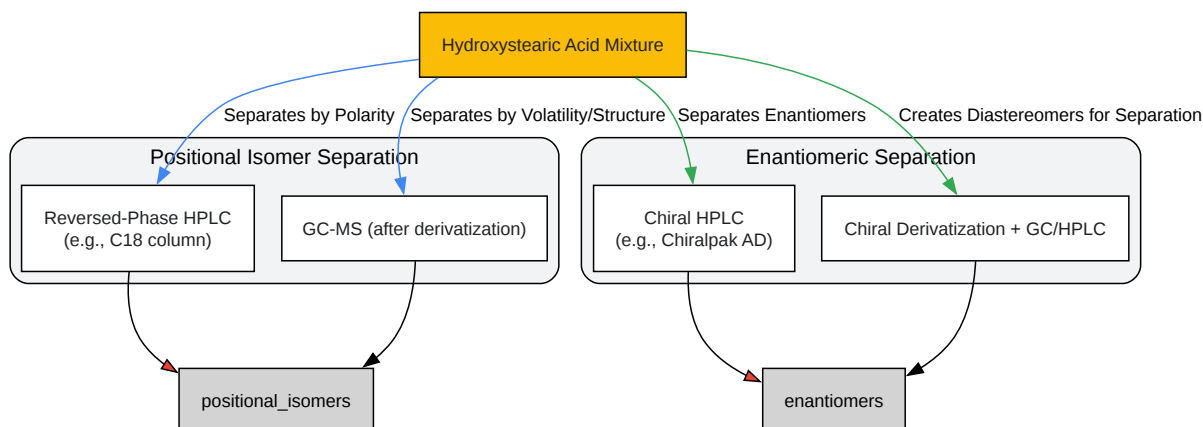 Hydroxystearic Acid Mixture
Separates by Polarity
Separates by Volatility/Structure
Separates Enantiomers
Creates Diastereomers for Separation
Positional Isomer Separation
Enantiomeric Separation
Reversed-Phase HPLC
(e.g., C18 column)
GC-MS (after derivatization)
Chiral HPLC
(e.g., Chiralpak AD)
Chiral Derivatization + GC/HPLC
positional_isomers
enantiomers